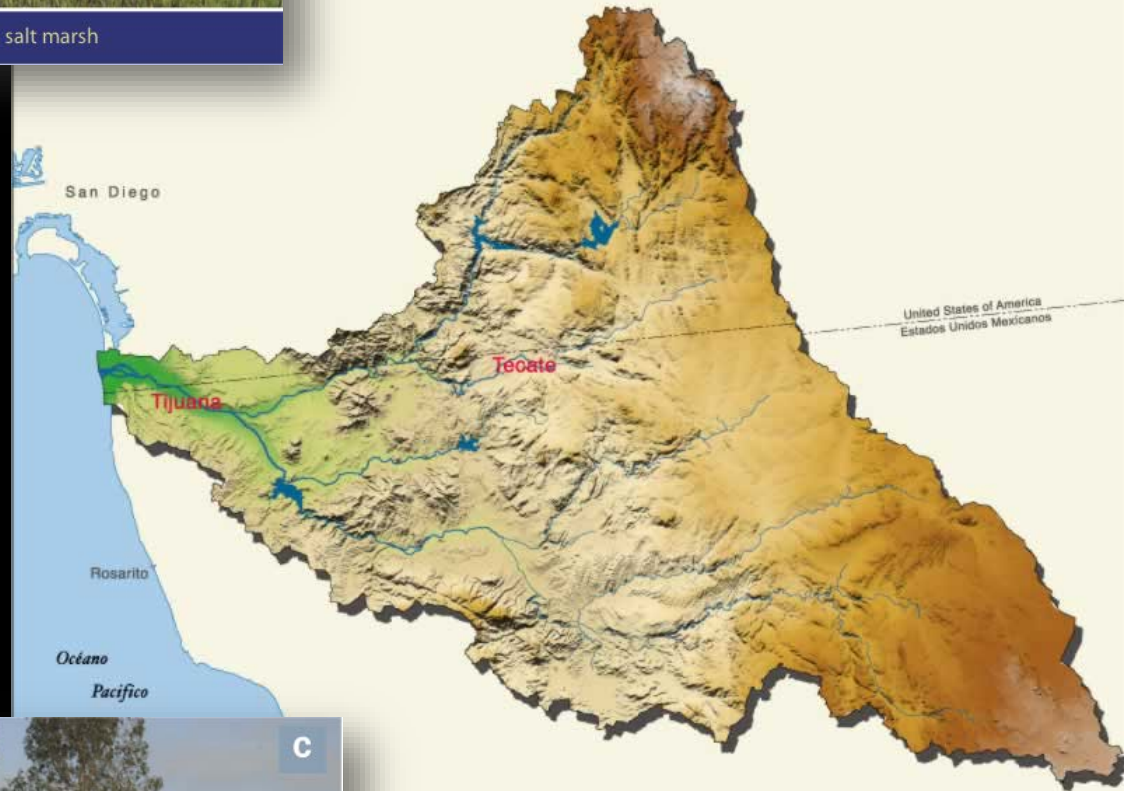 salt marsh
San Diego
United States of America
Estados Unidos Mexicanos
Tecate
Tijuana
Rosarito
Océano
Pacífico
C